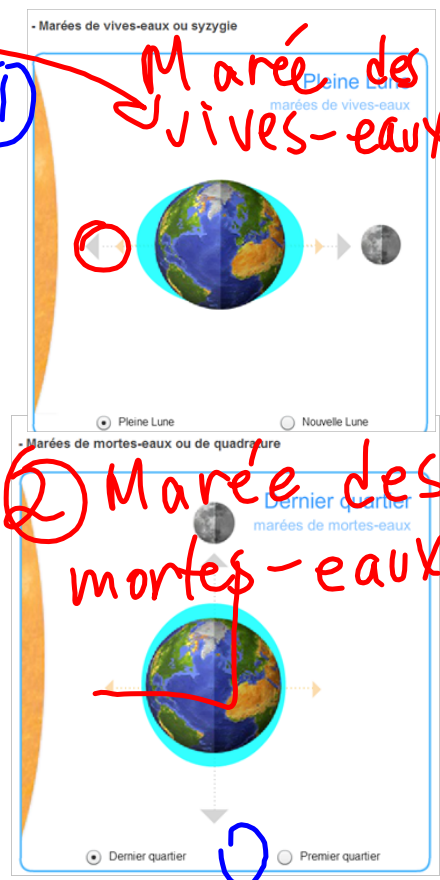 - Marées de vives-eaux ou syzygie
Marée des
Pleine Lune
marées de vives-eaux
vives-eaux
1
Pleine Lune
Nouvelle Lune
- Marées de mortes-eaux ou de quadrature
2 Marée des
Dernier quartier
marées de mortes-eaux
mortes-eaux
Dernier quartier
Premier quartier